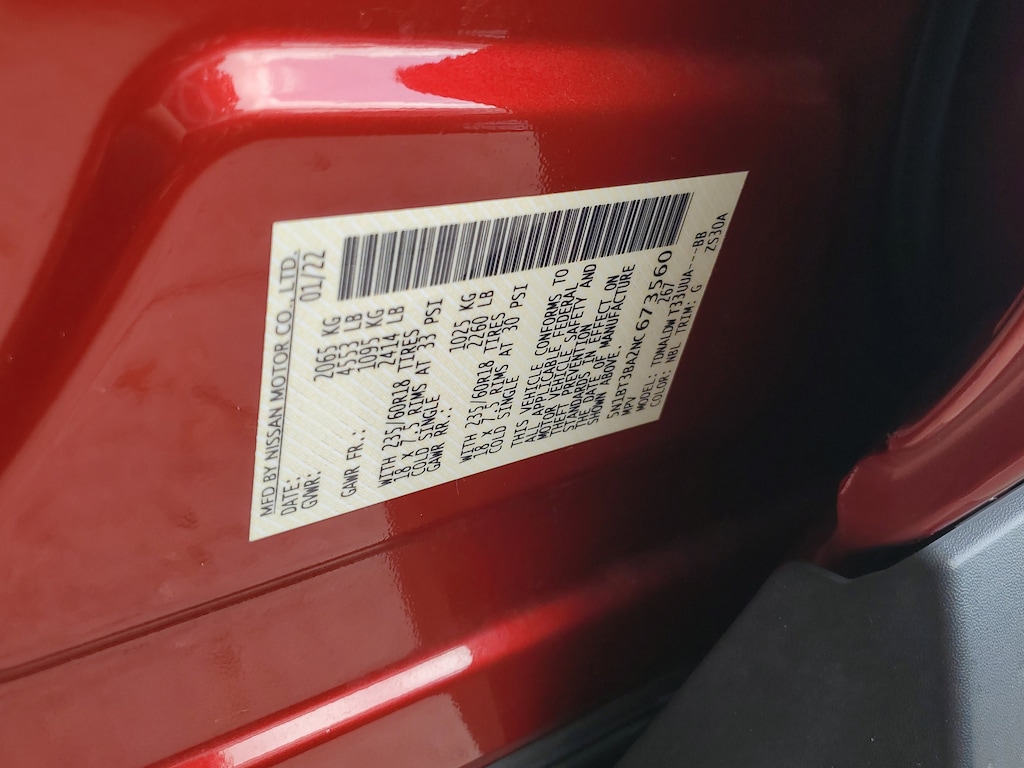 MFD BY NISSAN MOTOR CO., LTD.
DATE: 01/22
GVWR: 2065 KG
4553 LB
GAWR FR.: 1095 KG
2414 LB
WITH 235/60R18 TIRES
18 X 7.5 RIMS AT 33 PSI
COLD SINGLE
GAWR RR.: 1025 KG
2260 LB
WITH 235/60R18 TIRES
18 X 7.5 RIMS AT 30 PSI
COLD SINGLE
THIS VEHICLE CONFORMS TO
ALL APPLICABLE FEDERAL
MOTOR VEHICLE SAFETY AND
THEFT PREVENTION
STANDARDS IN EFFECT ON
THE DATE OF MANUFACTURE
SHOWN ABOVE.
5N1BT3BA2NC673560
MPV 267
MODEL: TDWALDW T33UUA---BB
COLOR: NBL TRIM: G ZS30A